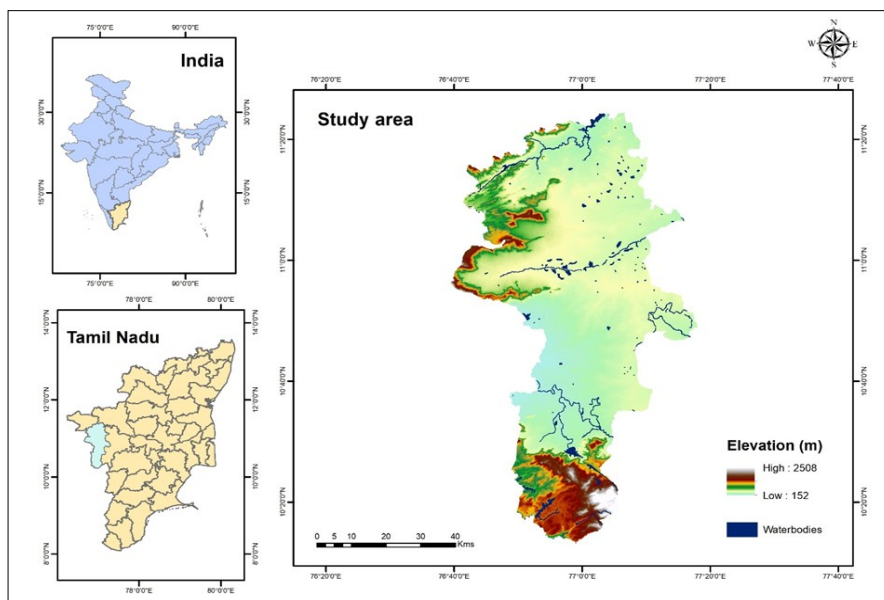 N
W E
S
75°0'0"E 90°0'0"E
India
30°0'0"N 30°0'0"N
15°0'0"N 15°0'0"N
75°0'0"E 90°0'0"E
78°0'0"E 80°0'0"E
Tamil Nadu
14°0'0"N 14°0'0"N
12°0'0"N 12°0'0"N
10°0'0"N 10°0'0"N
8°0'0"N 8°0'0"N
78°0'0"E 80°0'0"E
76°20'0"E 76°40'0"E 77°0'0"E 77°20'0"E 77°40'0"E
Study area
11°20'0"N 11°20'0"N
11°0'0"N 11°0'0"N
10°40'0"N 10°40'0"N
10°20'0"N 10°20'0"N
Elevation (m)
High : 2508
Low : 152
Waterbodies
0 5 10 20 30 40
Kms
76°20'0"E 76°40'0"E 77°0'0"E 77°20'0"E 77°40'0"E